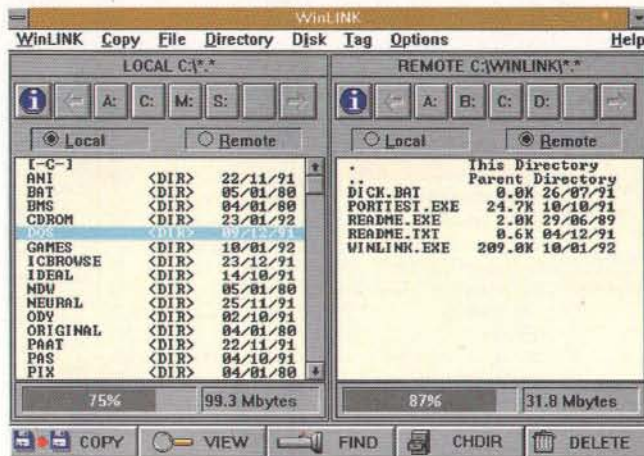 WinLINK
WinLINK Copy File Directory Disk Tag Options Help
LOCAL C:\*.*
A: C: M: S:
Local Remote
[-C-]
ANI <DIR> 22/11/91
BAT <DIR> 05/01/80
BMS <DIR> 04/01/80
CDROM <DIR> 23/01/92
DOS <DIR> 09/12/91
GAMES <DIR> 10/01/92
ICBROWSE <DIR> 23/12/91
IDEAL <DIR> 14/10/91
NDW <DIR> 05/01/80
NEURAL <DIR> 25/11/91
ODY <DIR> 02/10/91
ORIGINAL <DIR> 04/01/80
PAAT <DIR> 22/11/91
PAS <DIR> 04/10/91
PIX <DIR> 04/01/80
75% 99.3 Mbytes
REMOTE C:\WINLINK\*.*
A: B: C: D:
Local Remote
. This Directory
.. Parent Directory
DICK.BAT 0.0K 26/07/91
PORTTEST.EXE 24.7K 10/10/91
README.EXE 2.0K 29/06/89
README.TXT 0.6K 04/12/91
WINLINK.EXE 209.0K 10/01/92
87% 31.8 Mbytes
COPY VIEW FIND CHDIR DELETE